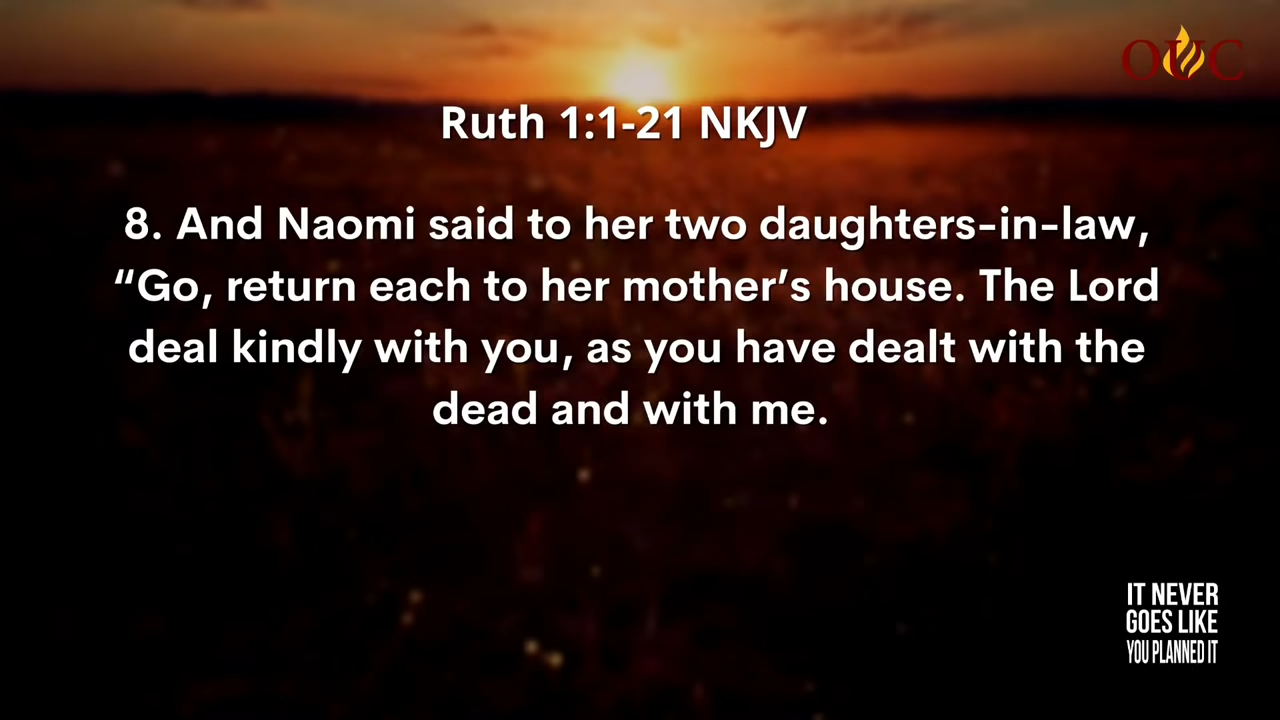 OUC
Ruth 1:1-21 NKJV
8. And Naomi said to her two daughters-in-law,
“Go, return each to her mother’s house. The Lord
deal kindly with you, as you have dealt with the
dead and with me.
IT NEVER
GOES LIKE
YOU PLANNED IT